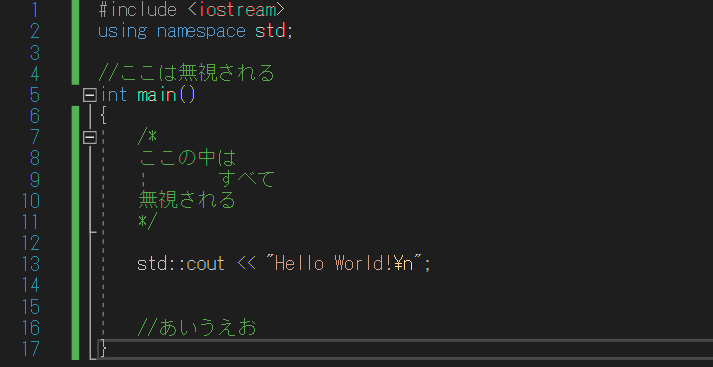 1 #include <iostream>
2 using namespace std;
3
4 //ここは無視される
5 int main()
6 {
7 /*
8 ここの中は
9 すべて
10 無視される
11 */
12
13 std::cout << "Hello World!¥n";
14
15
16 //あいうえお
17 }